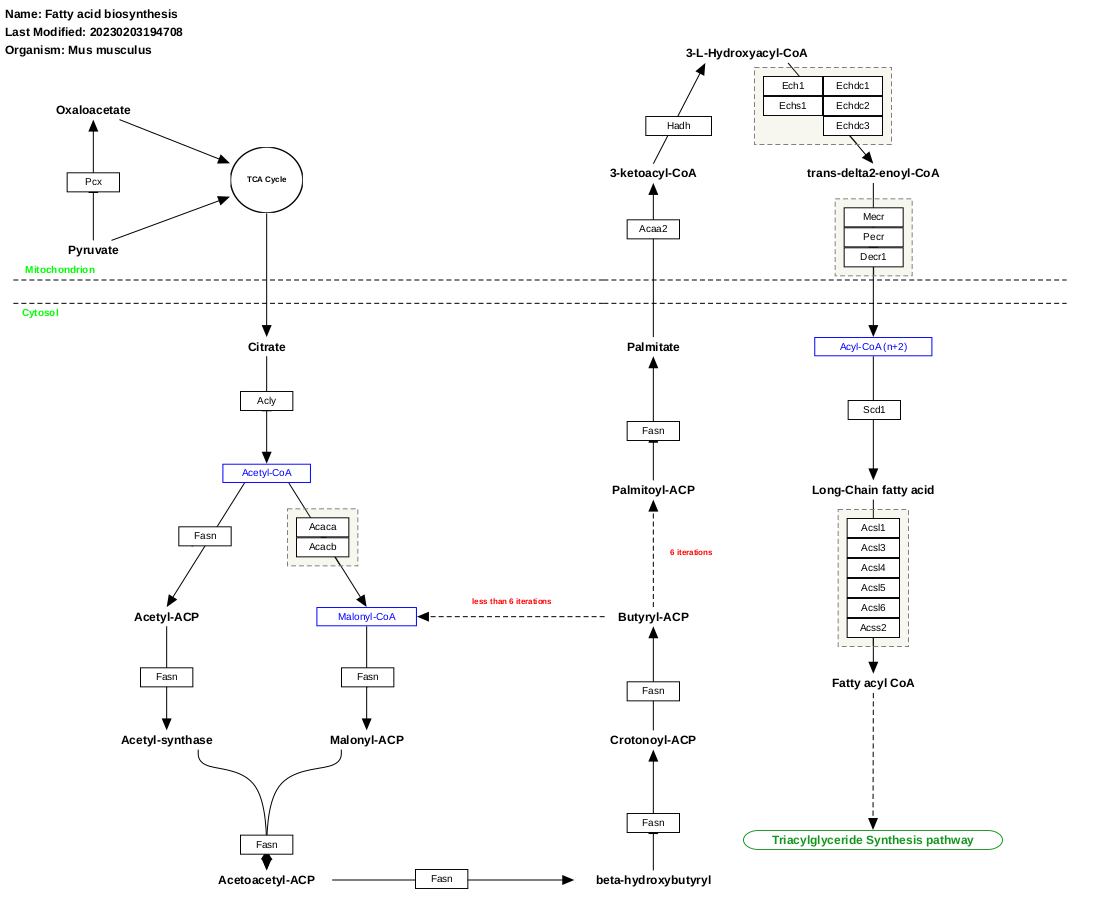 Name: Fatty acid biosynthesis
Last Modified: 20230203194708
Organism: Mus musculus
Oxaloacetate
Pcx
Pyruvate
TCA Cycle
Mitochondrion
Cytosol
Citrate
Acly
Acetyl-CoA
Fasn
Acaca
Acacb
Acetyl-ACP
Malonyl-CoA
less than 6 iterations
Fasn
Fasn
Acetyl-synthase
Malonyl-ACP
Fasn
Acetoacetyl-ACP
Fasn
beta-hydroxybutyryl
Fasn
Crotonoyl-ACP
Fasn
Butyryl-ACP
6 iterations
Palmitoyl-ACP
Fasn
Palmitate
Acaa2
3-ketoacyl-CoA
Hadh
3-L-Hydroxyacyl-CoA
Ech1
Echdc1
Echs1
Echdc2
Echdc3
trans-delta2-enoyl-CoA
Mecr
Pecr
Decr1
Acyl-CoA (n+2)
Scd1
Long-Chain fatty acid
Acsl1
Acsl3
Acsl4
Acsl5
Acsl6
Acss2
Fatty acyl CoA
Triacylglyceride Synthesis pathway